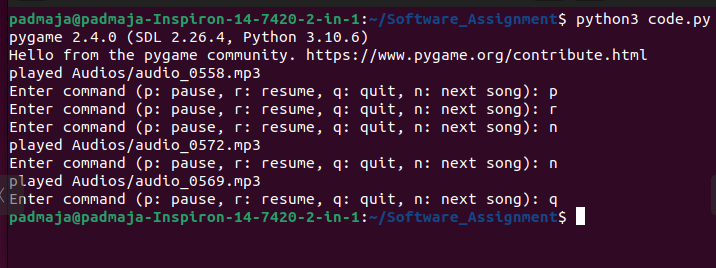 padmaja@padmaja-Inspiron-14-7420-2-in-1:~/Software_Assignment$ python3 code.py
pygame 2.4.0 (SDL 2.26.4, Python 3.10.6)
Hello from the pygame community. https://www.pygame.org/contribute.html
played Audios/audio_0558.mp3
Enter command (p: pause, r: resume, q: quit, n: next song): p
Enter command (p: pause, r: resume, q: quit, n: next song): r
Enter command (p: pause, r: resume, q: quit, n: next song): n
played Audios/audio_0572.mp3
Enter command (p: pause, r: resume, q: quit, n: next song): n
played Audios/audio_0569.mp3
Enter command (p: pause, r: resume, q: quit, n: next song): q
padmaja@padmaja-Inspiron-14-7420-2-in-1:~/Software_Assignment$